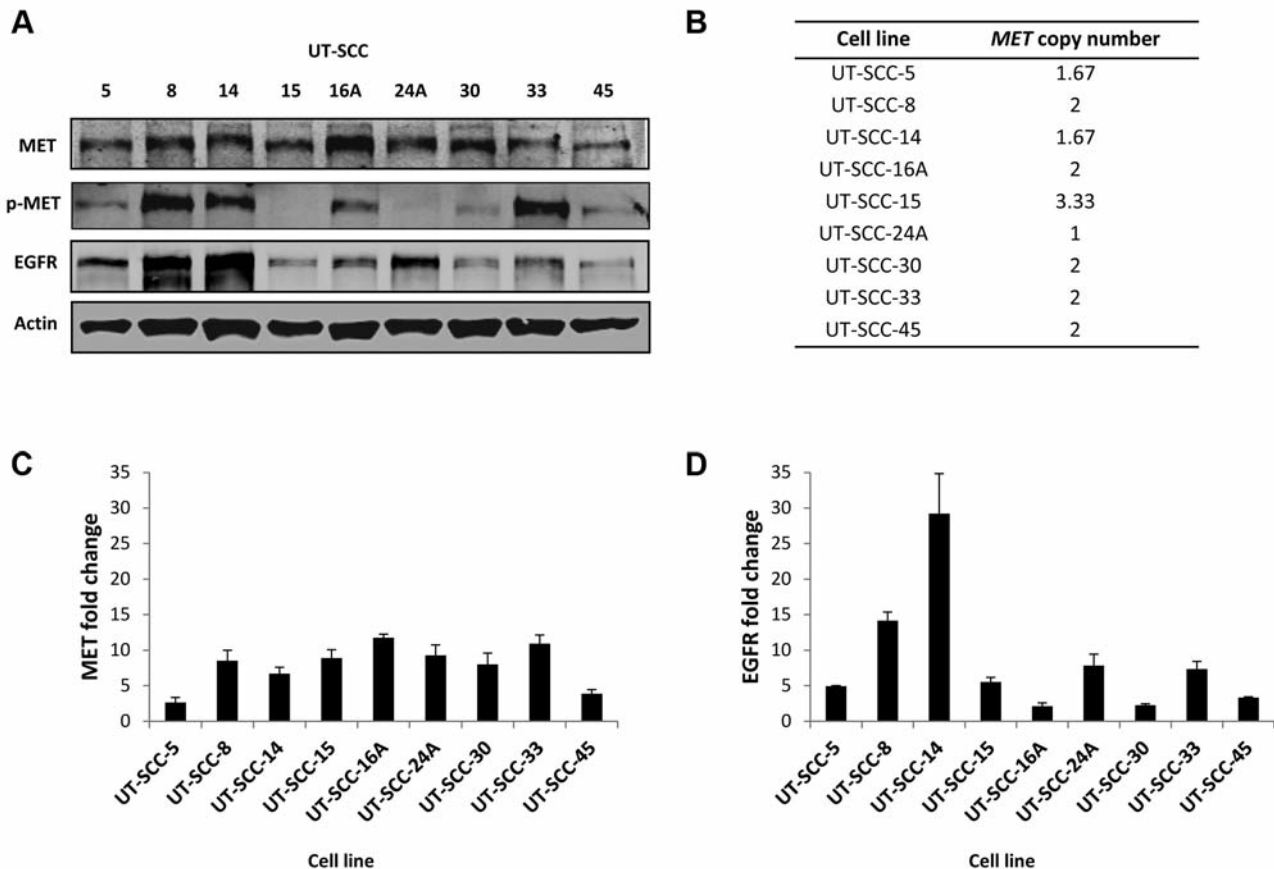 A
UT-SCC
5 8 14 15 16A 24A 30 33 45
MET
p-MET
EGFR
Actin
B
Cell line MET copy number
UT-SCC-5 1.67
UT-SCC-8 2
UT-SCC-14 1.67
UT-SCC-16A 2
UT-SCC-15 3.33
UT-SCC-24A 1
UT-SCC-30 2
UT-SCC-33 2
UT-SCC-45 2
C
MET fold change
35
30
25
20
15
10
5
0
UT-SCC-5
UT-SCC-8
UT-SCC-14
UT-SCC-15
UT-SCC-16A
UT-SCC-24A
UT-SCC-30
UT-SCC-33
UT-SCC-45
Cell line
D
EGFR fold change
35
30
25
20
15
10
5
0
UT-SCC-5
UT-SCC-8
UT-SCC-14
UT-SCC-15
UT-SCC-16A
UT-SCC-24A
UT-SCC-30
UT-SCC-33
UT-SCC-45
Cell line